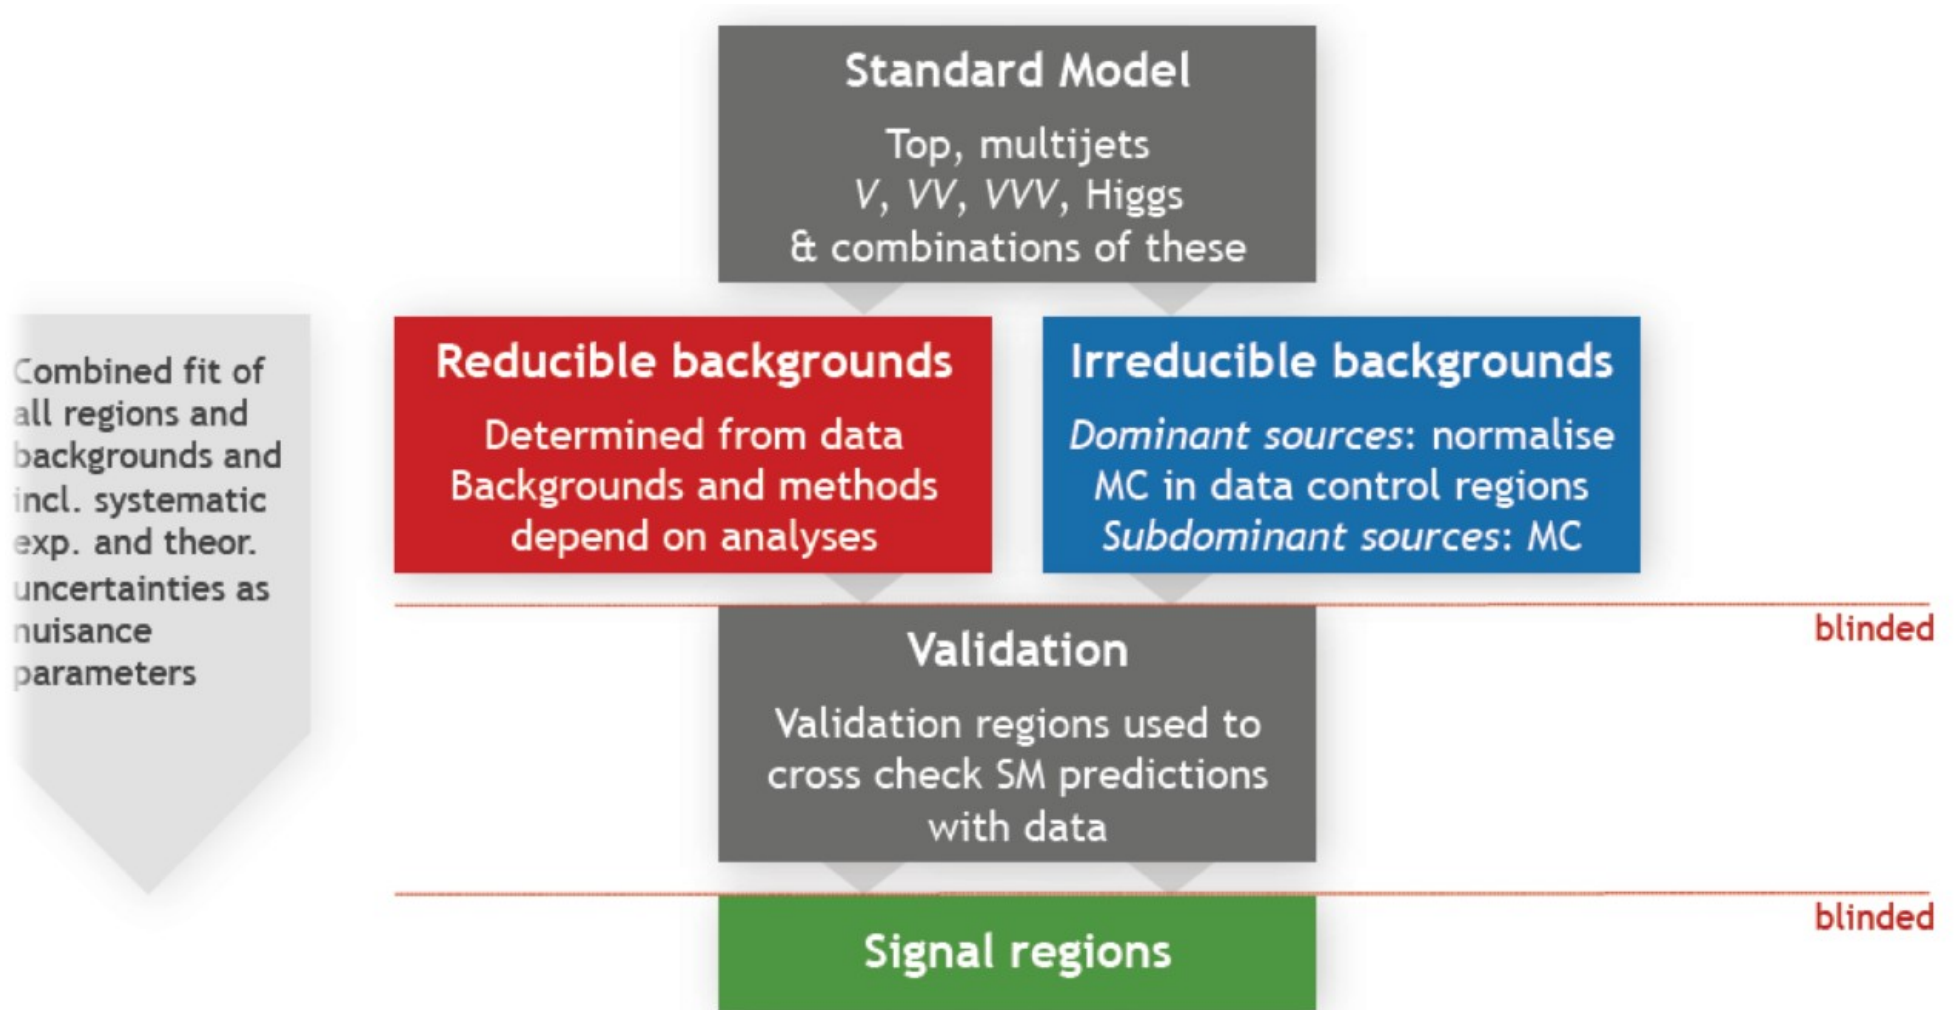 Standard Model
Top, multijets
V, VV, VVV, Higgs
& combinations of these
Combined fit of
all regions and
backgrounds and
incl. systematic
exp. and theor.
uncertainties as
nuisance
parameters
Reducible backgrounds
Determined from data
Backgrounds and methods
depend on analyses
Irreducible backgrounds
Dominant sources: normalise
MC in data control regions
Subdominant sources: MC
blinded
Validation
Validation regions used to
cross check SM predictions
with data
blinded
Signal regions